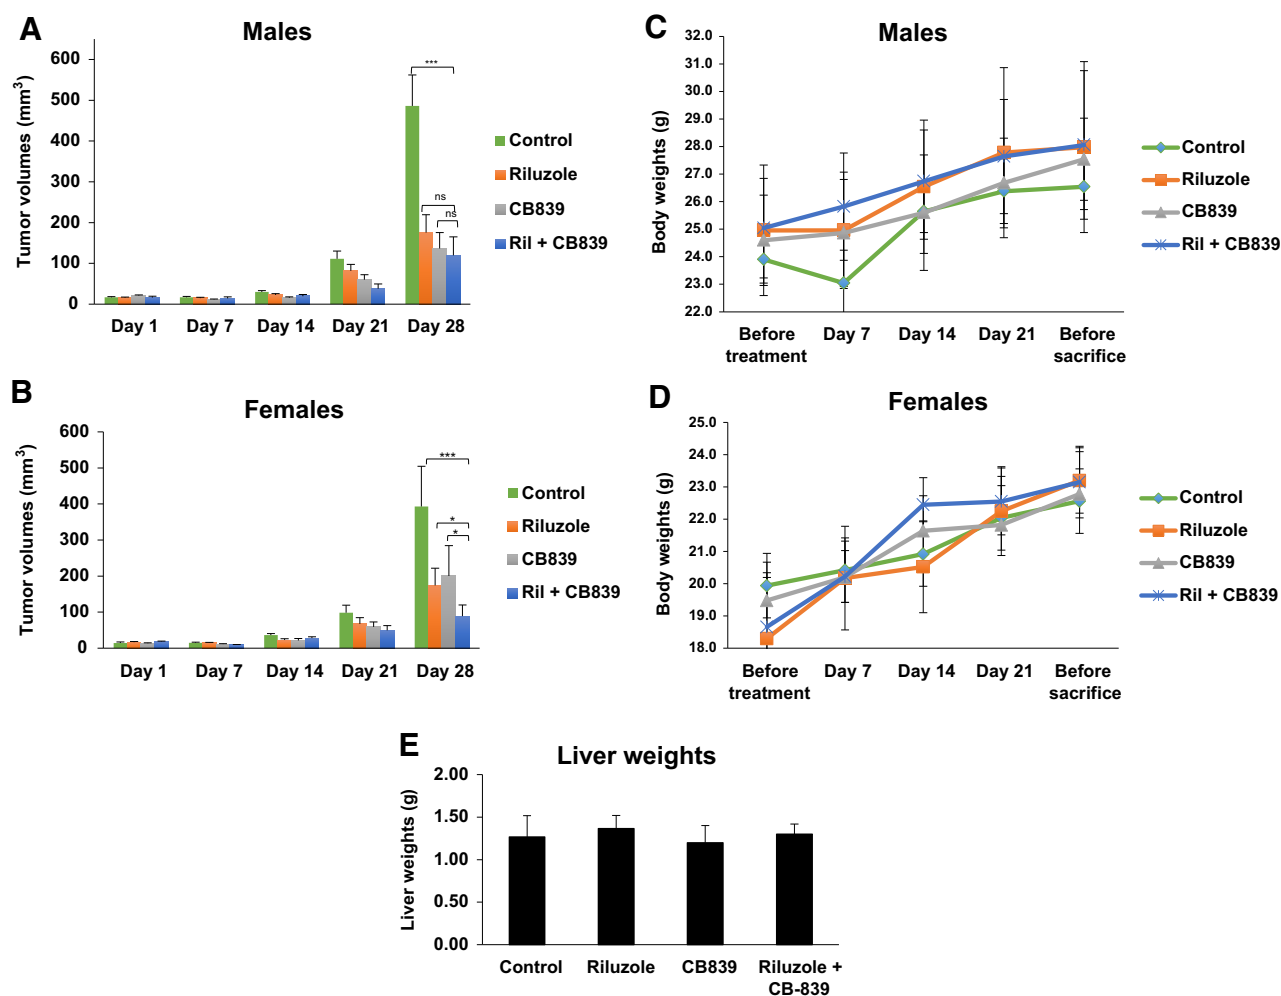 A
Males
Tumor volumes (mm³)
600
500
400
300
200
100
0
***
ns
ns
Day 1
Day 7
Day 14
Day 21
Day 28
Control
Riluzole
CB839
Ril + CB839
C
Males
Body weights (g)
32.0
31.0
30.0
29.0
28.0
27.0
26.0
25.0
24.0
23.0
22.0
Before
treatment
Day 7
Day 14
Day 21
Before
sacrifice
Control
Riluzole
CB839
Ril + CB839
B
Females
Tumor volumes (mm³)
600
500
400
300
200
100
0
***
*
*
Day 1
Day 7
Day 14
Day 21
Day 28
Control
Riluzole
CB839
Ril + CB839
D
Females
Body weights (g)
25.0
24.0
23.0
22.0
21.0
20.0
19.0
18.0
Before
treatment
Day 7
Day 14
Day 21
Before
sacrifice
Control
Riluzole
CB839
Ril + CB839
E
Liver weights
Liver weights (g)
2.00
1.50
1.00
0.50
0.00
Control
Riluzole
CB839
Riluzole +
CB-839